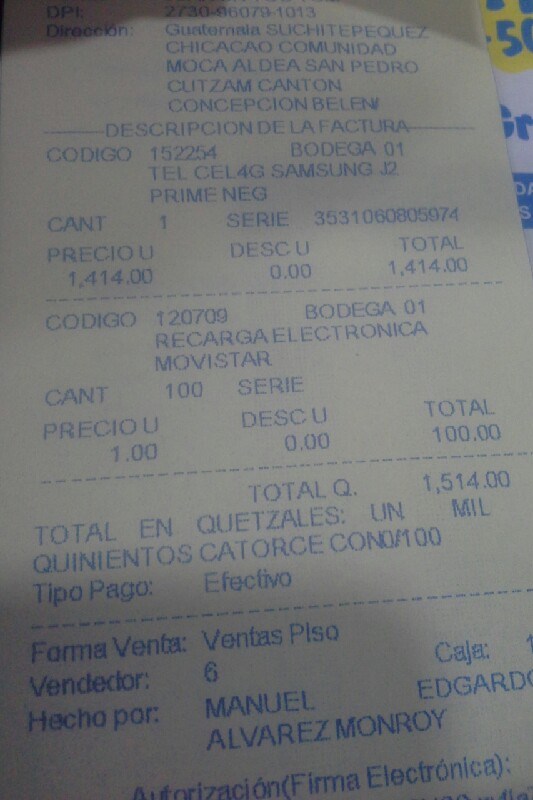 DPI: 2730-96079-1013
Dirección: Guatemala SUCHITEPEQUEZ
CHICACAO COMUNIDAD
MOCA ALDEA SAN PEDRO
CUTZAM CANTON
CONCEPCION BELEN/
DESCRIPCION DE LA FACTURA
CODIGO 152254 BODEGA 01
TEL CEL4G SAMSUNG J2
PRIME NEG
CANT 1 SERIE 3531060805974
PRECIO U DESC U TOTAL
1,414.00 0.00 1,414.00
CODIGO 120709 BODEGA 01
RECARGA ELECTRONICA
MOVISTAR
CANT 100 SERIE
PRECIO U DESC U TOTAL
1.00 0.00 100.00
TOTAL Q. 1,514.00
TOTAL EN QUETZALES: UN MIL
QUINIENTOS CATORCE CON0/100
Tipo Pago: Efectivo
Forma Venta: Ventas Piso
Vendedor: 6 Caja: 1
Hecho por: MANUEL EDGARDO
ALVAREZ MONROY
Autorización(Firma Electrónica):
-50